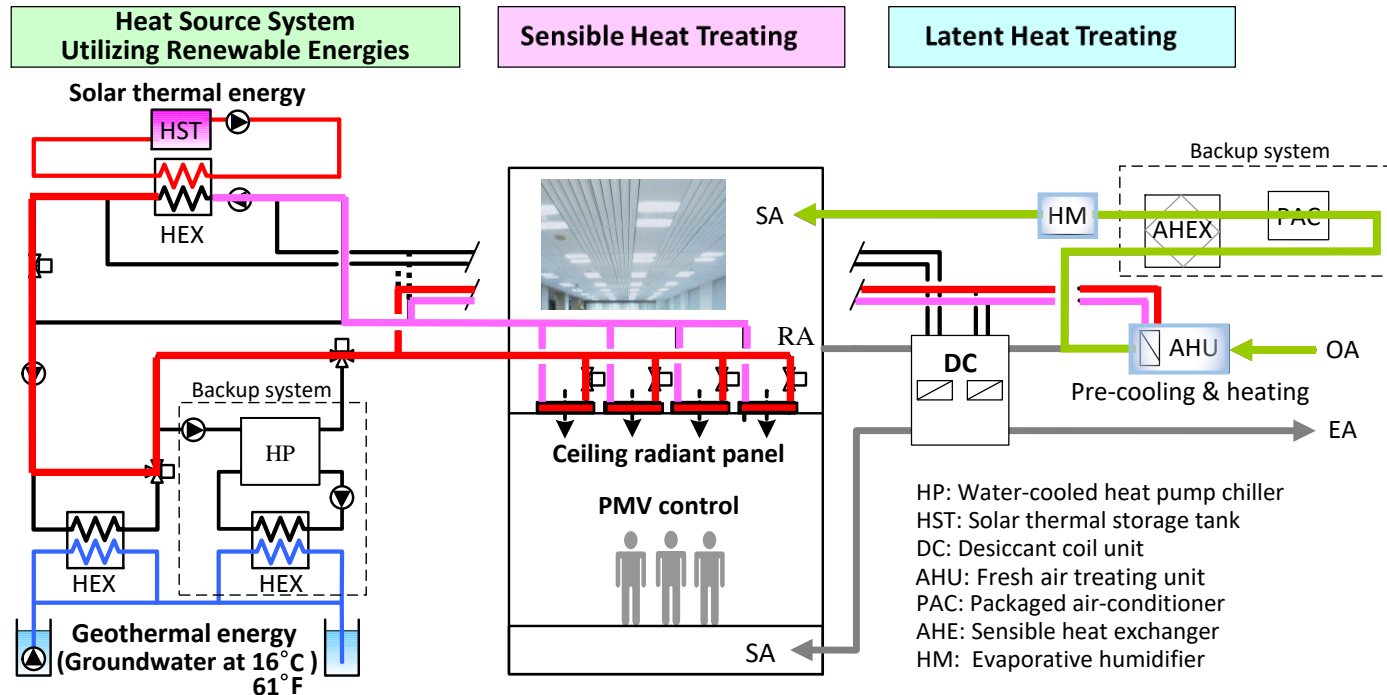 Heat Source System
Utilizing Renewable Energies
Sensible Heat Treating
Latent Heat Treating
Solar thermal energy
HST
HEX
Backup system
HP
HEX
HEX
Geothermal energy
(Groundwater at 16°C )
61°F
SA
RA
Ceiling radiant panel
PMV control
SA
Backup system
HM
AHEX
PAC
DC
AHU
OA
Pre-cooling & heating
EA
HP: Water-cooled heat pump chiller
HST: Solar thermal storage tank
DC: Desiccant coil unit
AHU: Fresh air treating unit
PAC: Packaged air-conditioner
AHE: Sensible heat exchanger
HM: Evaporative humidifier